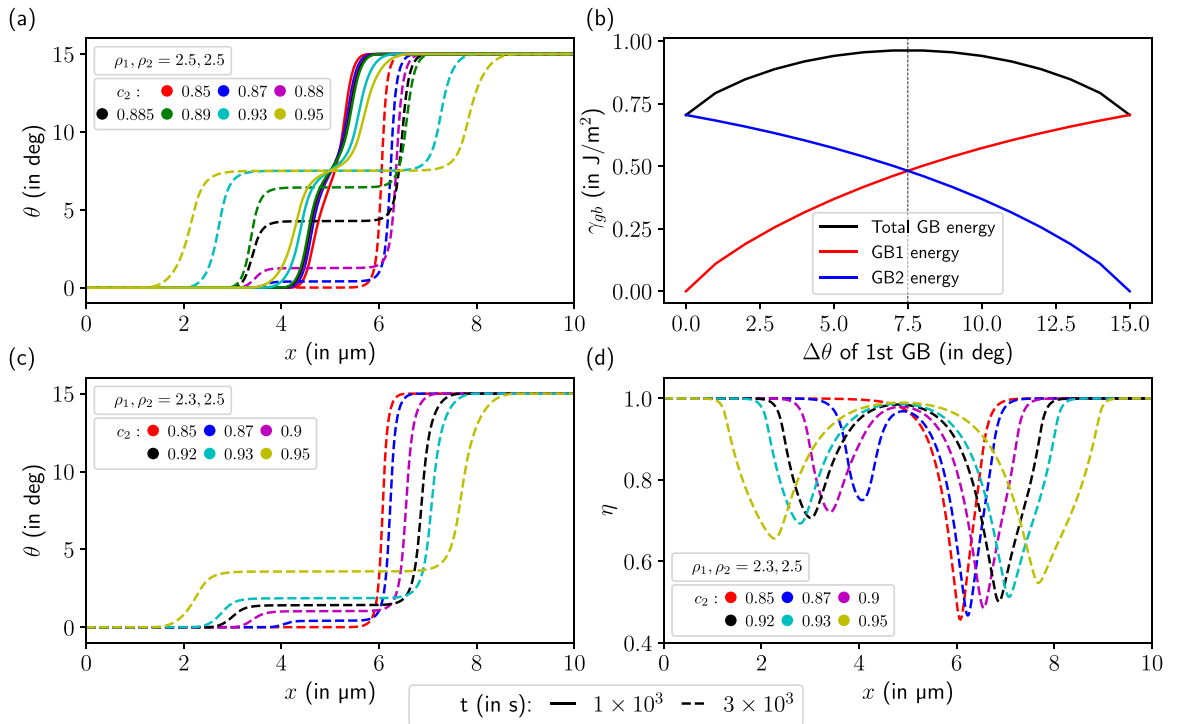 (a)
θ (in deg)
15
10
5
0
ρ₁, ρ₂ = 2.5, 2.5
c₂ : 0.85 0.87 0.88
0.885 0.89 0.93 0.95
0 2 4 6 8 10
x (in µm)
(b)
γgb (in J/m²)
1.00
0.75
0.50
0.25
0.00
Total GB energy
GB1 energy
GB2 energy
0.0 2.5 5.0 7.5 10.0 12.5 15.0
Δθ of 1st GB (in deg)
(c)
θ (in deg)
15
10
5
0
ρ₁, ρ₂ = 2.3, 2.5
c₂ : 0.85 0.87 0.9
0.92 0.93 0.95
0 2 4 6 8 10
x (in µm)
(d)
η
1.0
0.8
0.6
0.4
ρ₁, ρ₂ = 2.3, 2.5
c₂ : 0.85 0.87 0.9
0.92 0.93 0.95
0 2 4 6 8 10
x (in µm)
t (in s): 1 × 10³ 3 × 10³